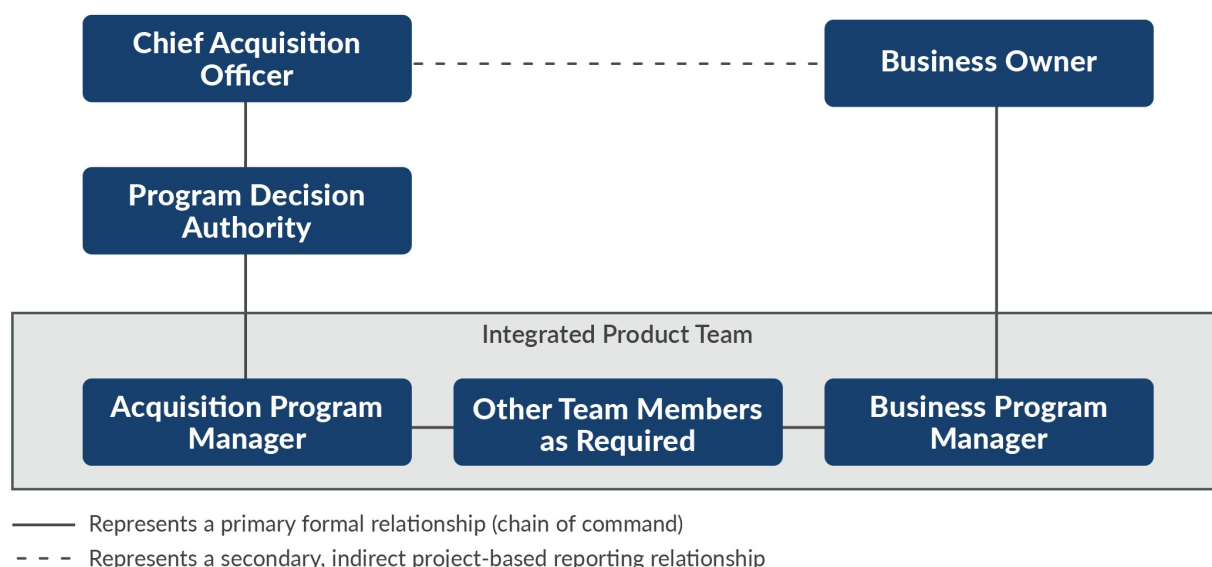 Chief Acquisition
Officer
Business Owner
Program Decision
Authority
Integrated Product Team
Acquisition Program
Manager
Other Team Members
as Required
Business Program
Manager
Represents a primary formal relationship (chain of command)
Represents a secondary, indirect project-based reporting relationship